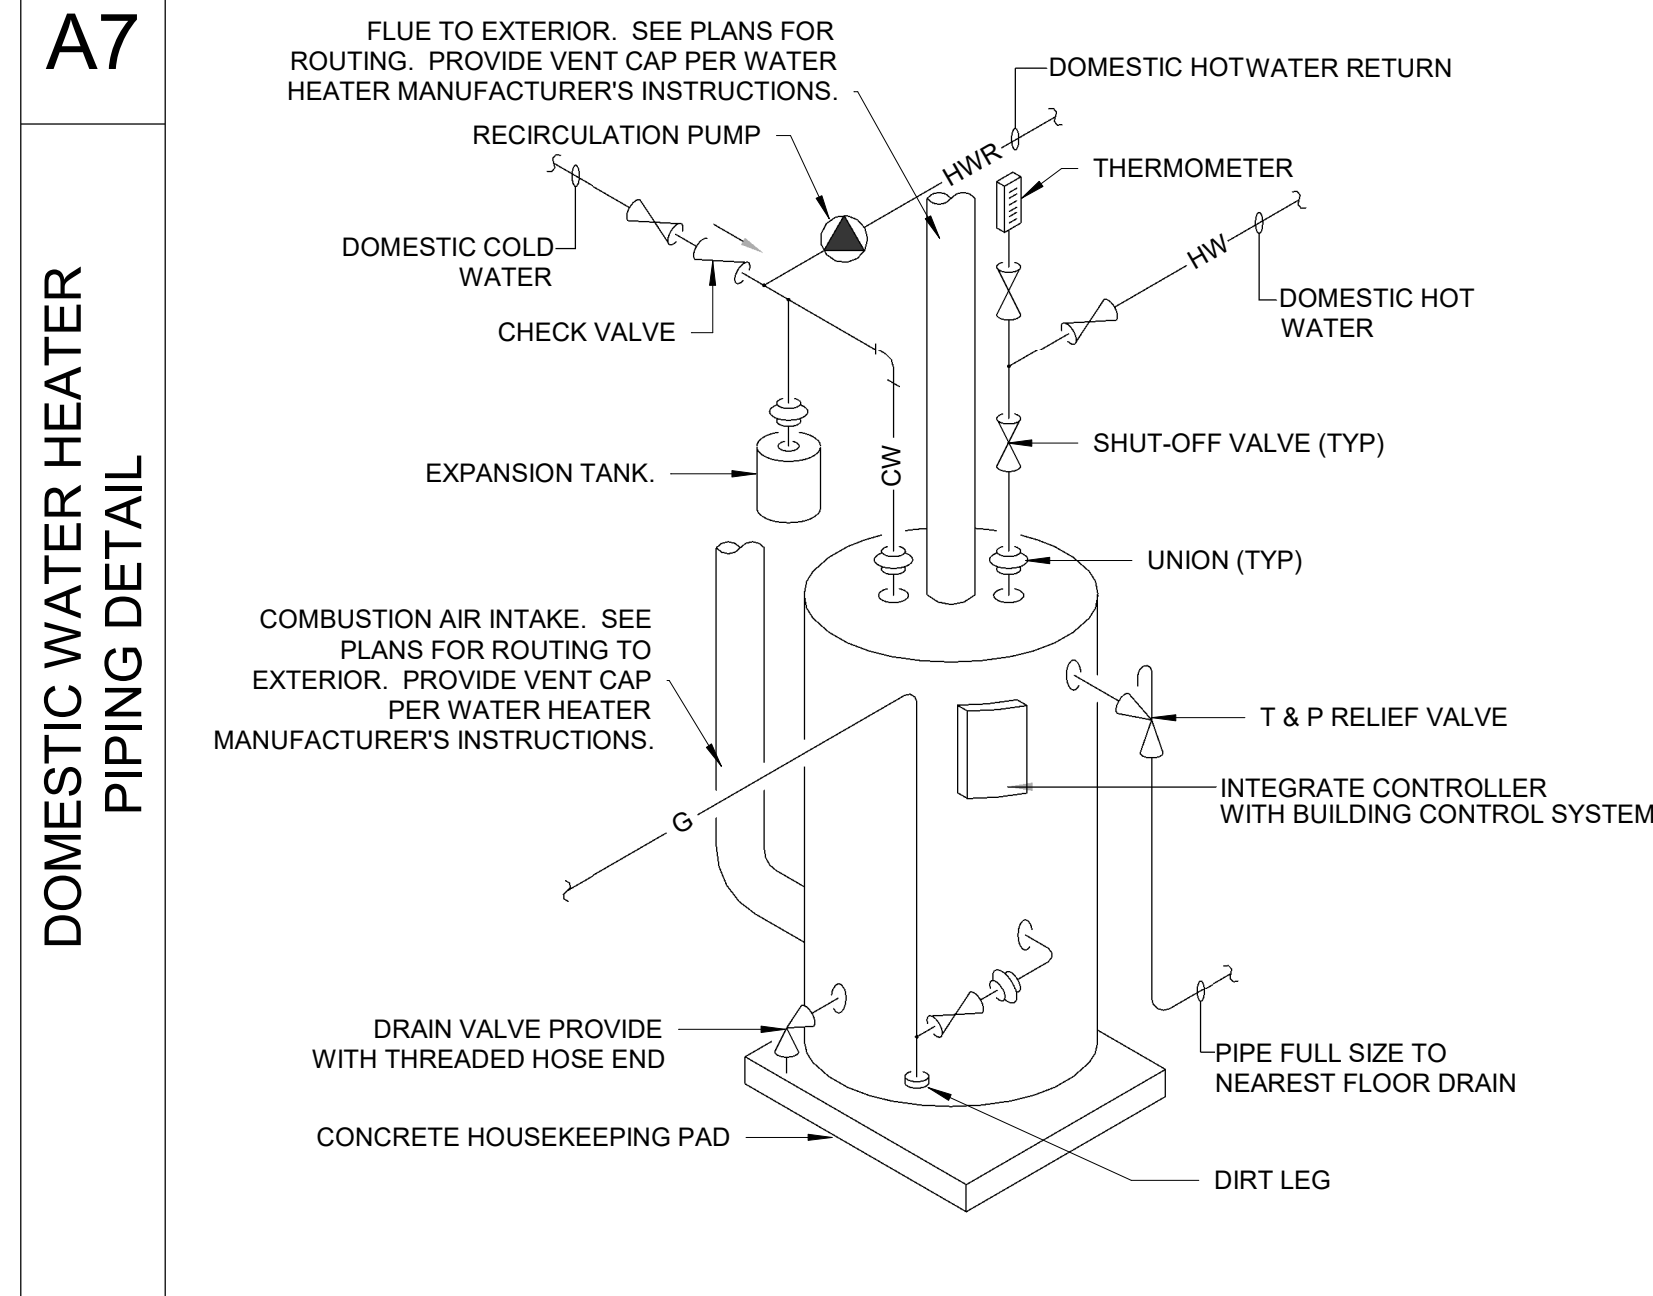 A7
DOMESTIC WATER HEATER
PIPING DETAIL
FLUE TO EXTERIOR. SEE PLANS FOR
ROUTING. PROVIDE VENT CAP PER WATER
HEATER MANUFACTURER'S INSTRUCTIONS.
DOMESTIC HOT WATER RETURN
RECIRCULATION PUMP
HWR
THERMOMETER
DOMESTIC COLD
WATER
HW
DOMESTIC HOT
WATER
CHECK VALVE
SHUT-OFF VALVE (TYP)
CW
EXPANSION TANK.
UNION (TYP)
COMBUSTION AIR INTAKE. SEE
PLANS FOR ROUTING TO
EXTERIOR. PROVIDE VENT CAP
PER WATER HEATER
MANUFACTURER'S INSTRUCTIONS.
T & P RELIEF VALVE
INTEGRATE CONTROLLER
WITH BUILDING CONTROL SYSTEM
G
DRAIN VALVE PROVIDE
WITH THREADED HOSE END
PIPE FULL SIZE TO
NEAREST FLOOR DRAIN
CONCRETE HOUSEKEEPING PAD
DIRT LEG